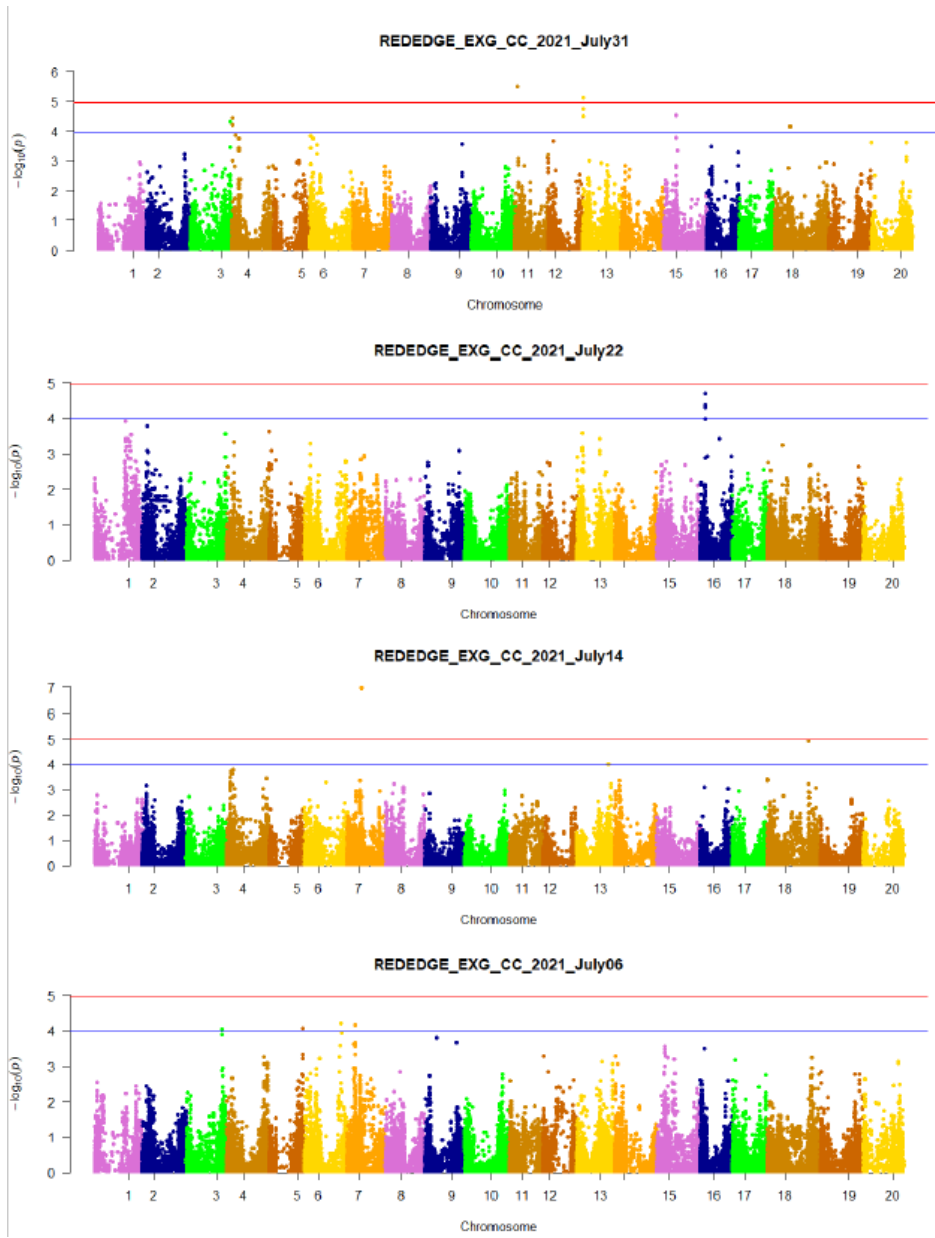 REDEDGE_EXG_CC_2021_July31
6
5
4
3
2
1
0
−log10(p)
1 2 3 4 5 6 7 8 9 10 11 12 13 15 16 17 18 19 20
Chromosome
REDEDGE_EXG_CC_2021_July22
5
4
3
2
1
0
−log10(p)
1 2 3 4 5 6 7 8 9 10 11 12 13 15 16 17 18 19 20
Chromosome
REDEDGE_EXG_CC_2021_July14
7
6
5
4
3
2
1
0
−log10(p)
1 2 3 4 5 6 7 8 9 10 11 12 13 15 16 17 18 19 20
Chromosome
REDEDGE_EXG_CC_2021_July06
5
4
3
2
1
0
−log10(p)
1 2 3 4 5 6 7 8 9 10 11 12 13 15 16 17 18 19 20
Chromosome